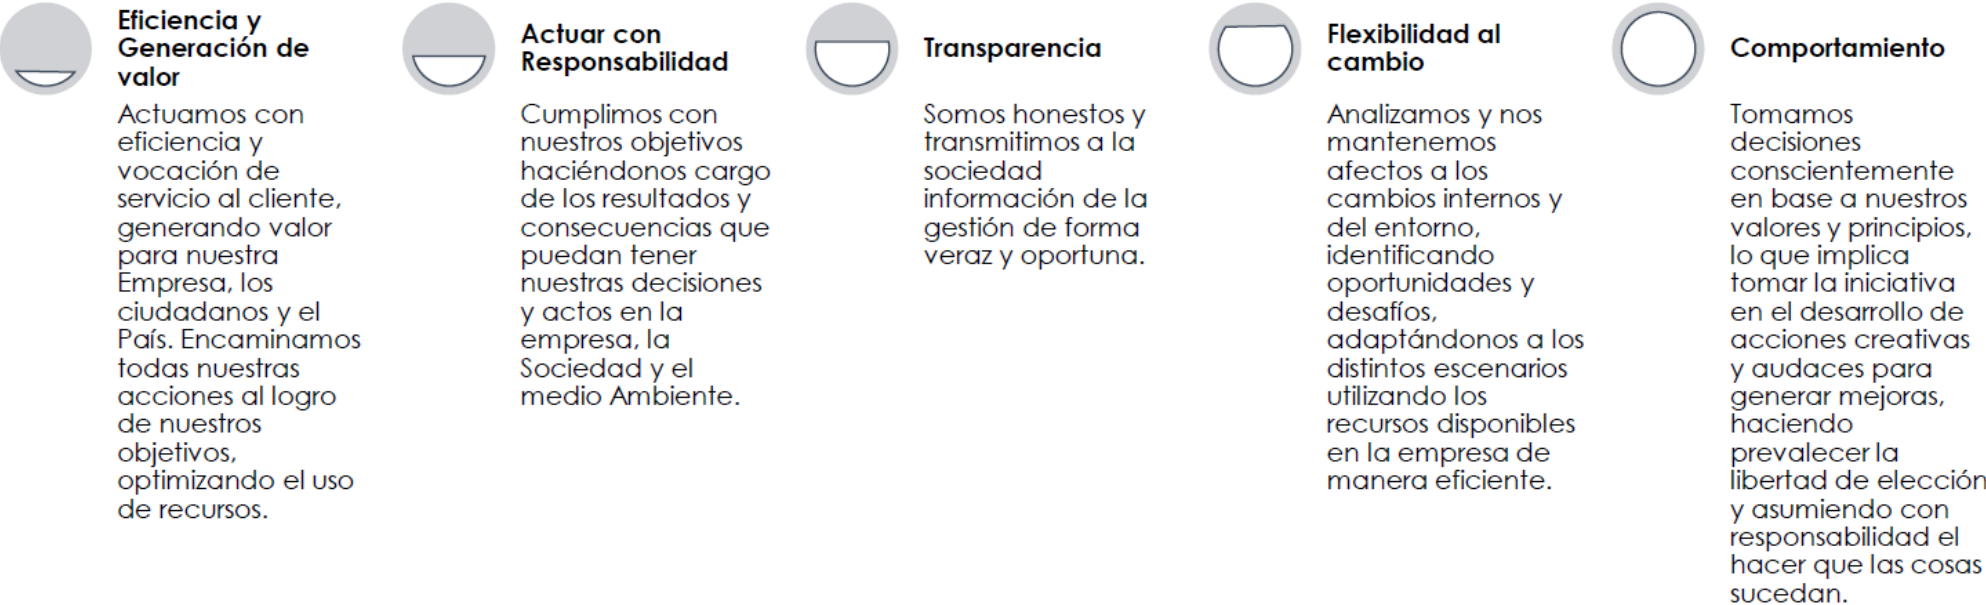 Eficiencia y
Generación de
valor
Actuamos con
eficiencia y
vocación de
servicio al cliente,
generando valor
para nuestra
Empresa, los
ciudadanos y el
País. Encaminamos
todas nuestras
acciones al logro
de nuestros
objetivos,
optimizando el uso
de recursos.
Actuar con
Responsabilidad
Cumplimos con
nuestros objetivos
haciéndonos cargo
de los resultados y
consecuencias que
puedan tener
nuestras decisiones
y actos en la
empresa, la
Sociedad y el
medio Ambiente.
Transparencia
Somos honestos y
transmitimos a la
sociedad
información de la
gestión de forma
veraz y oportuna.
Flexibilidad al
cambio
Analizamos y nos
mantenemos
afectos a los
cambios internos y
del entorno,
identificando
oportunidades y
desafíos,
adaptándonos a los
distintos escenarios
utilizando los
recursos disponibles
en la empresa de
manera eficiente.
Comportamiento
Tomamos
decisiones
conscientemente
en base a nuestros
valores y principios,
lo que implica
tomar la iniciativa
en el desarrollo de
acciones creativas
y audaces para
generar mejoras,
haciendo
prevalecer la
libertad de elección
y asumiendo con
responsabilidad el
hacer que las cosas
sucedan.